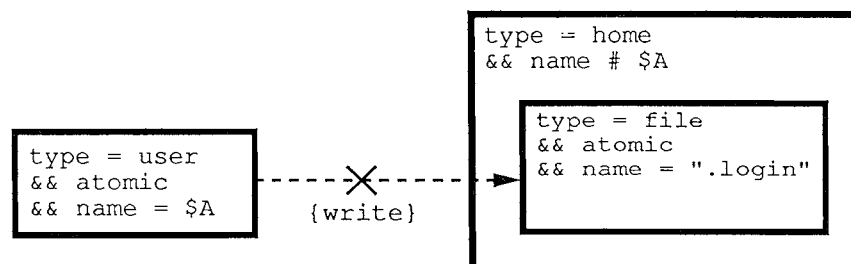 type = home
&& name # $A
type = file
&& atomic
&& name = ".login"
type = user
&& atomic
&& name = $A
{write}